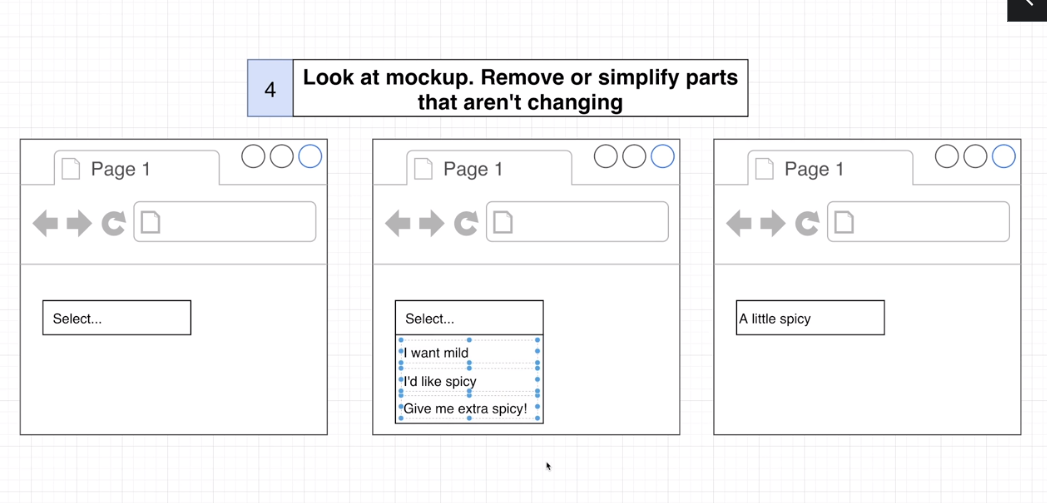 4
Look at mockup. Remove or simplify parts
that aren't changing
Page 1
Page 1
Page 1
Select...
Select...
I want mild
I'd like spicy
Give me extra spicy!
A little spicy